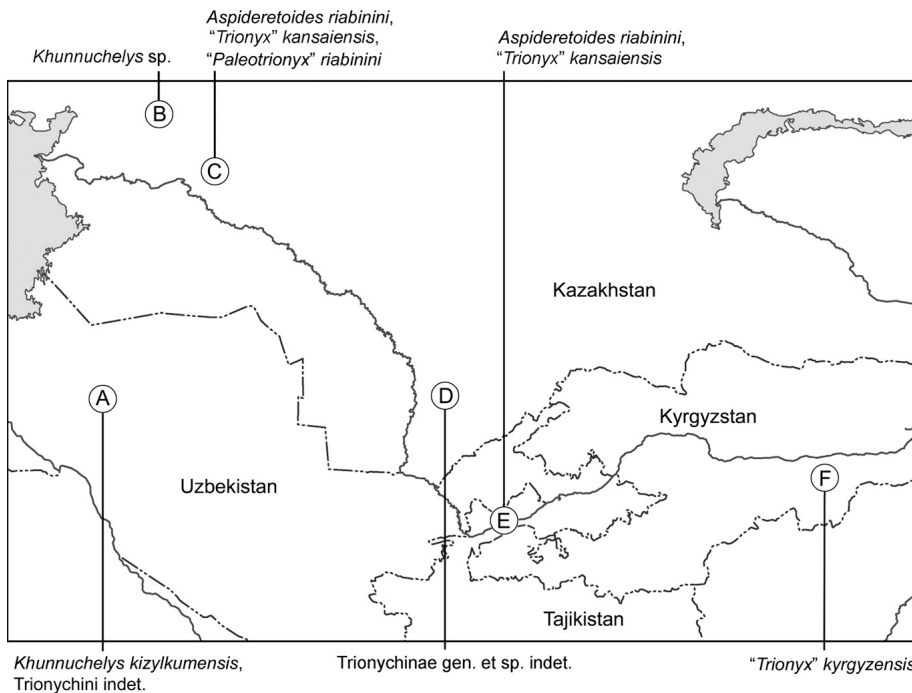 Aspideretoides riabinini,
"Trionyx" kansaiensis,
"Paleotrionyx" riabinini
Aspideretoides riabinini,
"Trionyx" kansaiensis
Khunnuchelys sp.
B
C
Kazakhstan
A
D
Kyrgyzstan
F
Uzbekistan
E
Tajikistan
Khunnuchelys kizylkumensis,
Trionychini indet.
Trionychinae gen. et sp. indet.
"Trionyx" kyrgyzensis